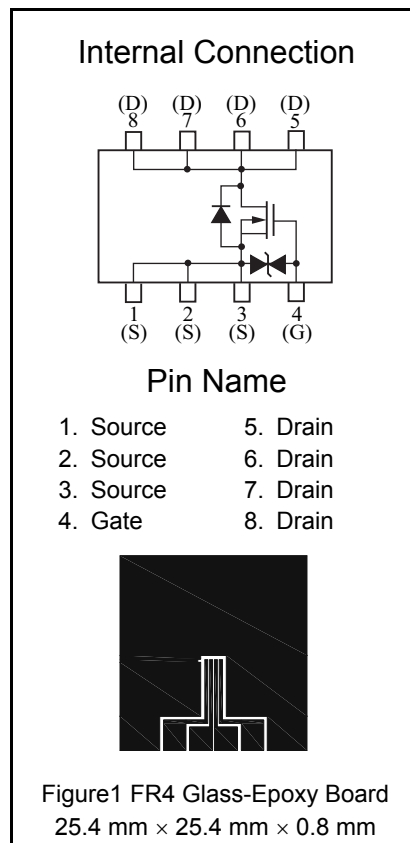 Internal Connection
(D) (D) (D) (D)
8 7 6 5
1 2 3 4
(S) (S) (S) (G)
Pin Name
1. Source 5. Drain
2. Source 6. Drain
3. Source 7. Drain
4. Gate 8. Drain
Figure1 FR4 Glass-Epoxy Board
25.4 mm × 25.4 mm × 0.8 mm